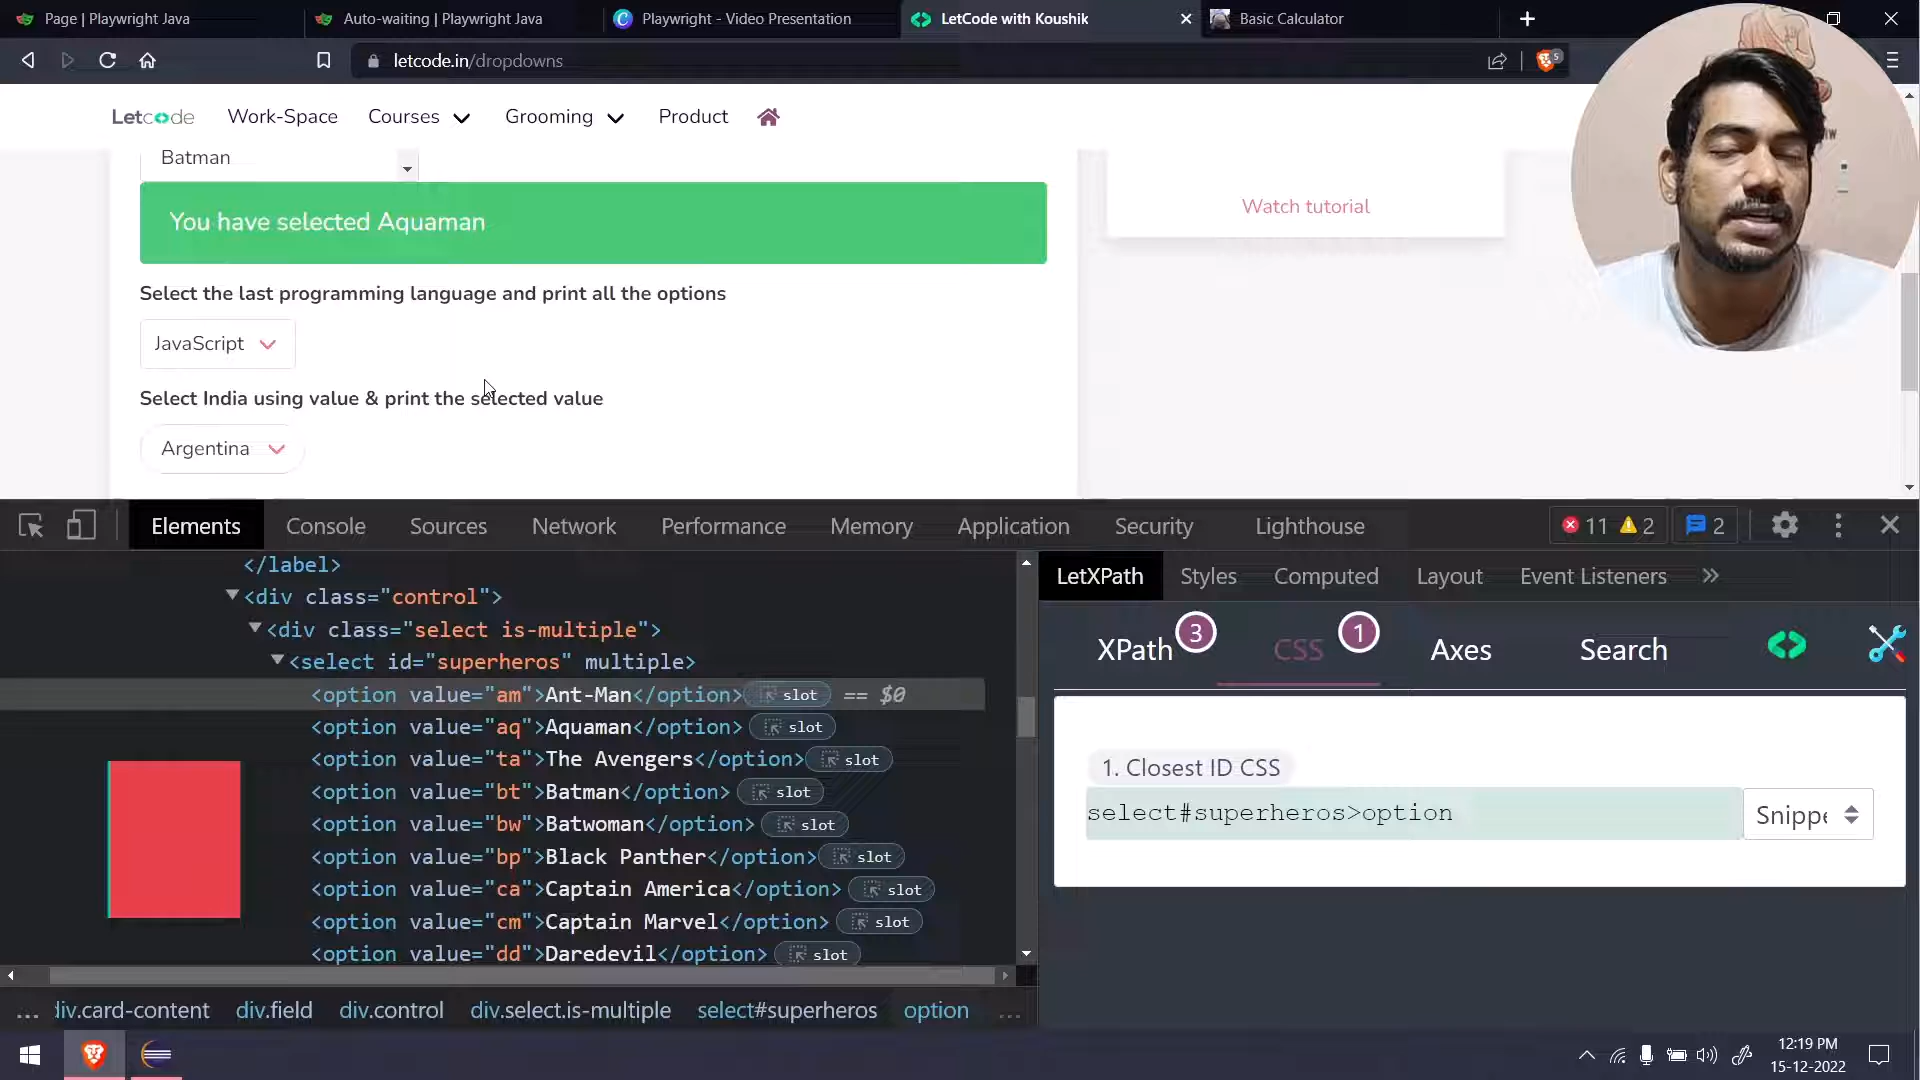 Page | Playwright Java
Auto-waiting | Playwright Java
Playwright - Video Presentation
LetCode with Koushik
Basic Calculator
letcode.in/dropdowns
5
Letcode
Work-Space
Courses
Grooming
Product
Batman
You have selected Aquaman
Watch tutorial
Select the last programming language and print all the options
JavaScript
Select India using value & print the selected value
Argentina
Elements
Console
Sources
Network
Performance
Memory
Application
Security
Lighthouse
11
2
2
</label>
<div class="control">
<div class="select is-multiple">
<select id="superheros" multiple>
<option value="am">Ant-Man</option> slot == $0
<option value="aq">Aquaman</option> slot
<option value="ta">The Avengers</option> slot
<option value="bt">Batman</option> slot
<option value="bw">Batwoman</option> slot
<option value="bp">Black Panther</option> slot
<option value="ca">Captain America</option> slot
<option value="cm">Captain Marvel</option> slot
<option value="dd">Daredevil</option> slot
... div.card-content div.field div.control div.select.is-multiple select#superheros option ...
LetXPath
Styles
Computed
Layout
Event Listeners
XPath 3
CSS 1
Axes
Search
1. Closest ID CSS
select#superheros>option
Snippe
12:19 PM
15-12-2022